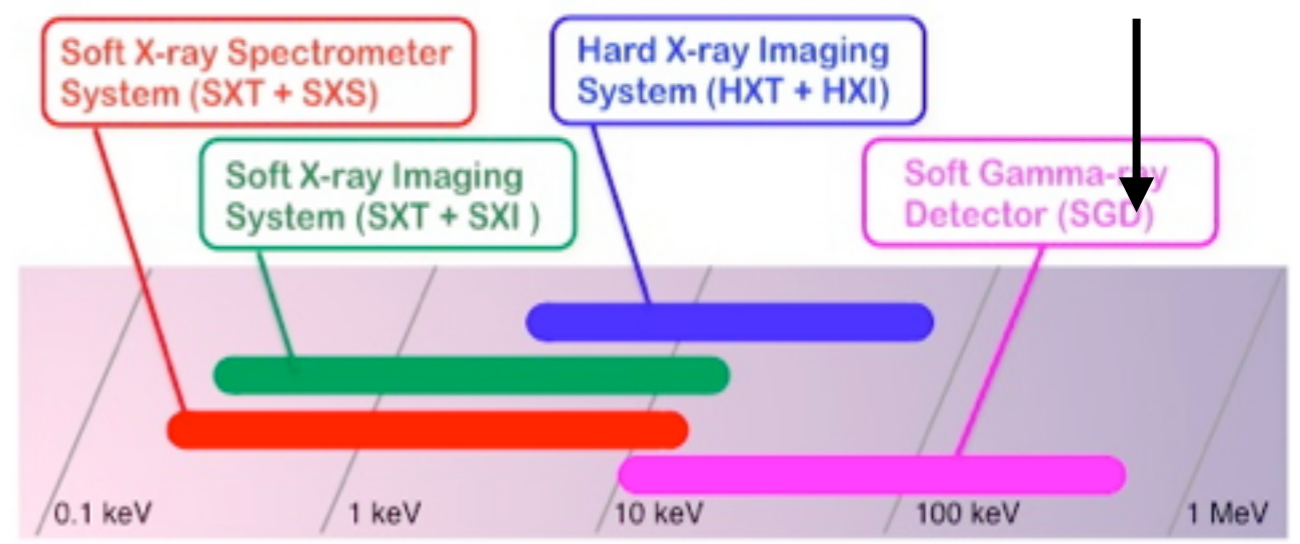 Soft X-ray Spectrometer
System (SXT + SXS)
Hard X-ray Imaging
System (HXT + HXI)
Soft X-ray Imaging
System (SXT + SXI )
Soft Gamma-ray
Detector (SGD)
0.1 keV
1 keV
10 keV
100 keV
1 MeV